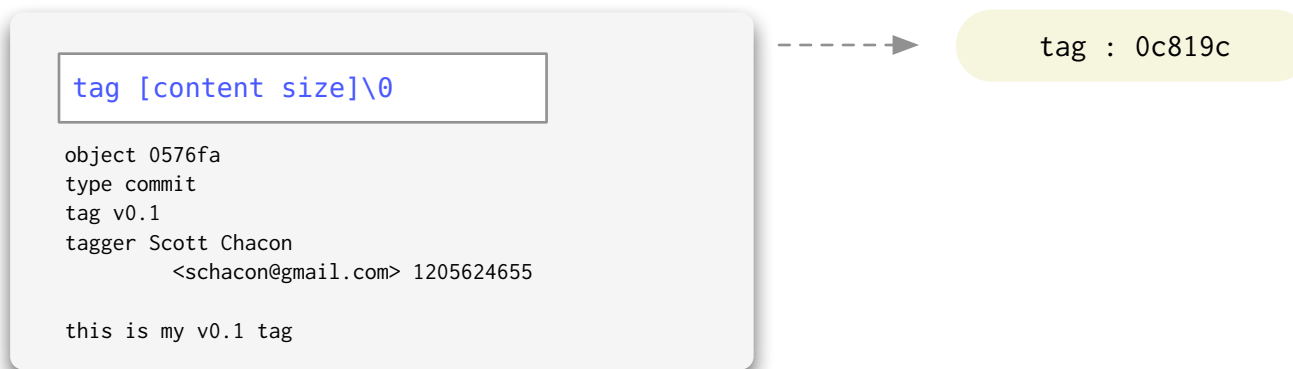 tag [content size]\0
tag : 0c819c
object 0576fa
type commit
tag v0.1
tagger Scott Chacon
<schacon@gmail.com> 1205624655
this is my v0.1 tag